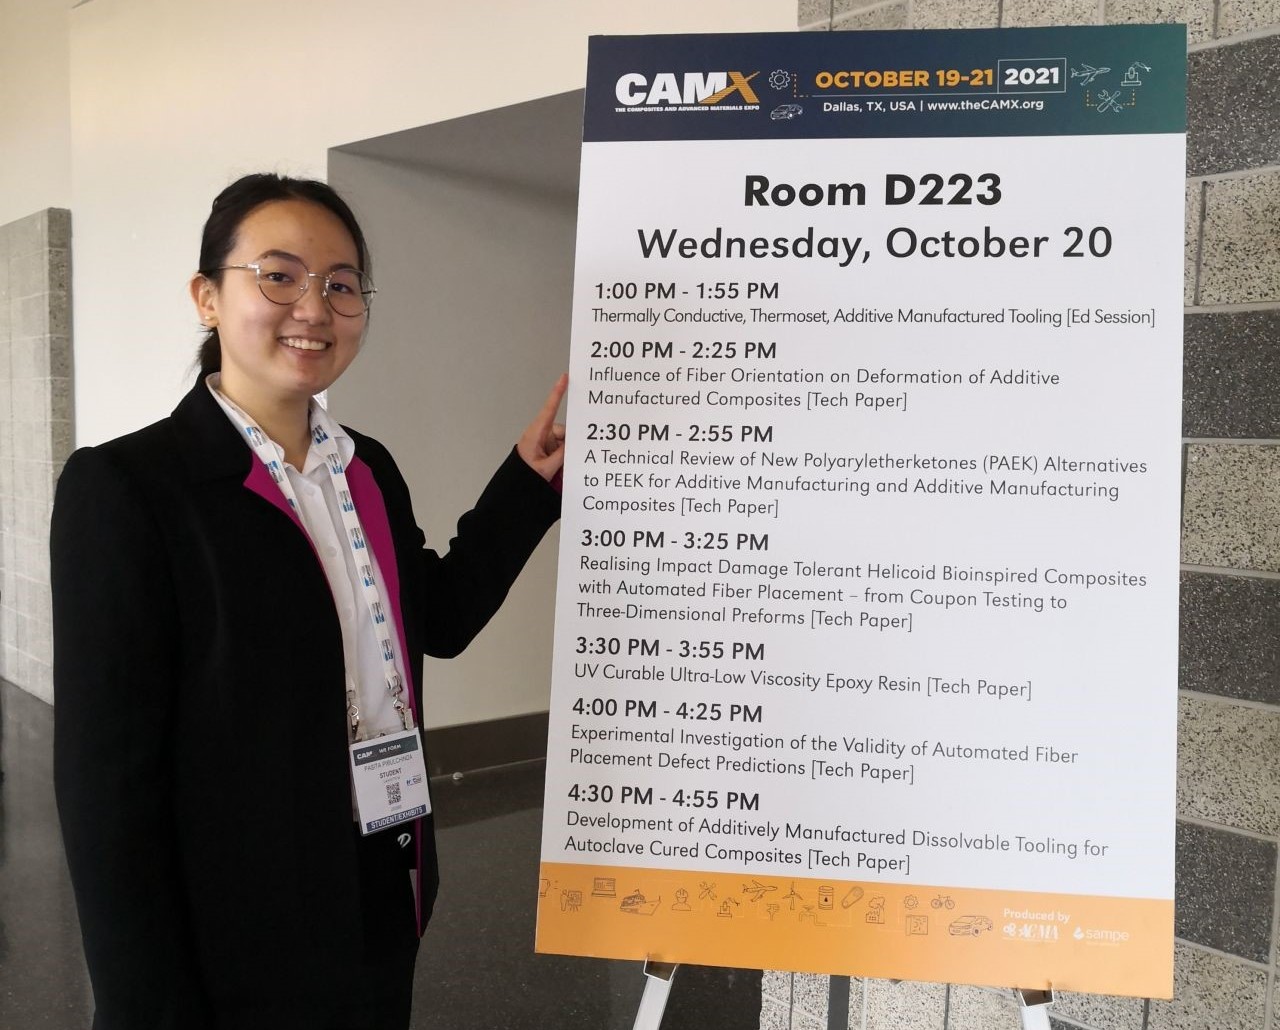 CAMX
THE COMPOSITES AND ADVANCED MATERIALS EXPO
OCTOBER 19-21 2021
Dallas, TX, USA | www.theCAMX.org
Room D223
Wednesday, October 20
1:00 PM - 1:55 PM
Thermally Conductive, Thermoset, Additive Manufactured Tooling [Ed Session]
2:00 PM - 2:25 PM
Influence of Fiber Orientation on Deformation of Additive
Manufactured Composites [Tech Paper]
2:30 PM - 2:55 PM
A Technical Review of New Polyaryletherketones (PAEK) Alternatives
to PEEK for Additive Manufacturing and Additive Manufacturing
Composites [Tech Paper]
3:00 PM - 3:25 PM
Realising Impact Damage Tolerant Helicoid Bioinspired Composites
with Automated Fiber Placement – from Coupon Testing to
Three-Dimensional Preforms [Tech Paper]
3:30 PM - 3:55 PM
UV Curable Ultra-Low Viscosity Epoxy Resin [Tech Paper]
4:00 PM - 4:25 PM
Experimental Investigation of the Validity of Automated Fiber
Placement Defect Predictions [Tech Paper]
4:30 PM - 4:55 PM
Development of Additively Manufactured Dissolvable Tooling for
Autoclave Cured Composites [Tech Paper]
Produced by
ACMA sampe
CAMX WE FORM
STUDENT
STUDENT/EXHIBITS